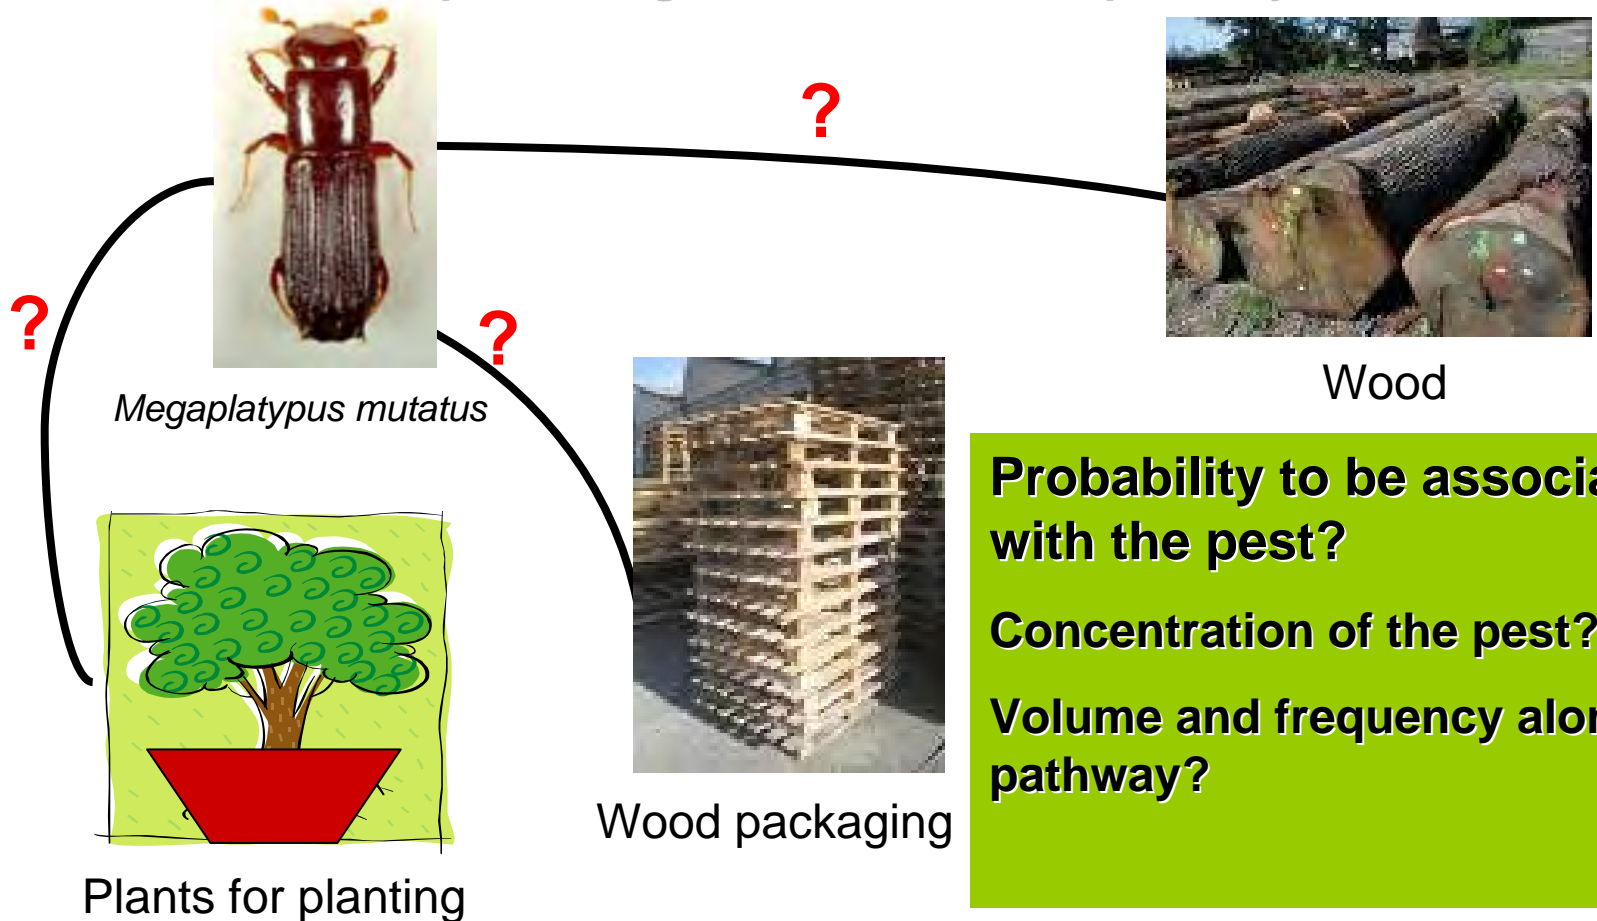 ?
?
?
Megaplatypus mutatus
Wood
Probability to be associa
with the pest?
Concentration of the pest?
Volume and frequency alon
pathway?
Wood packaging
Plants for planting